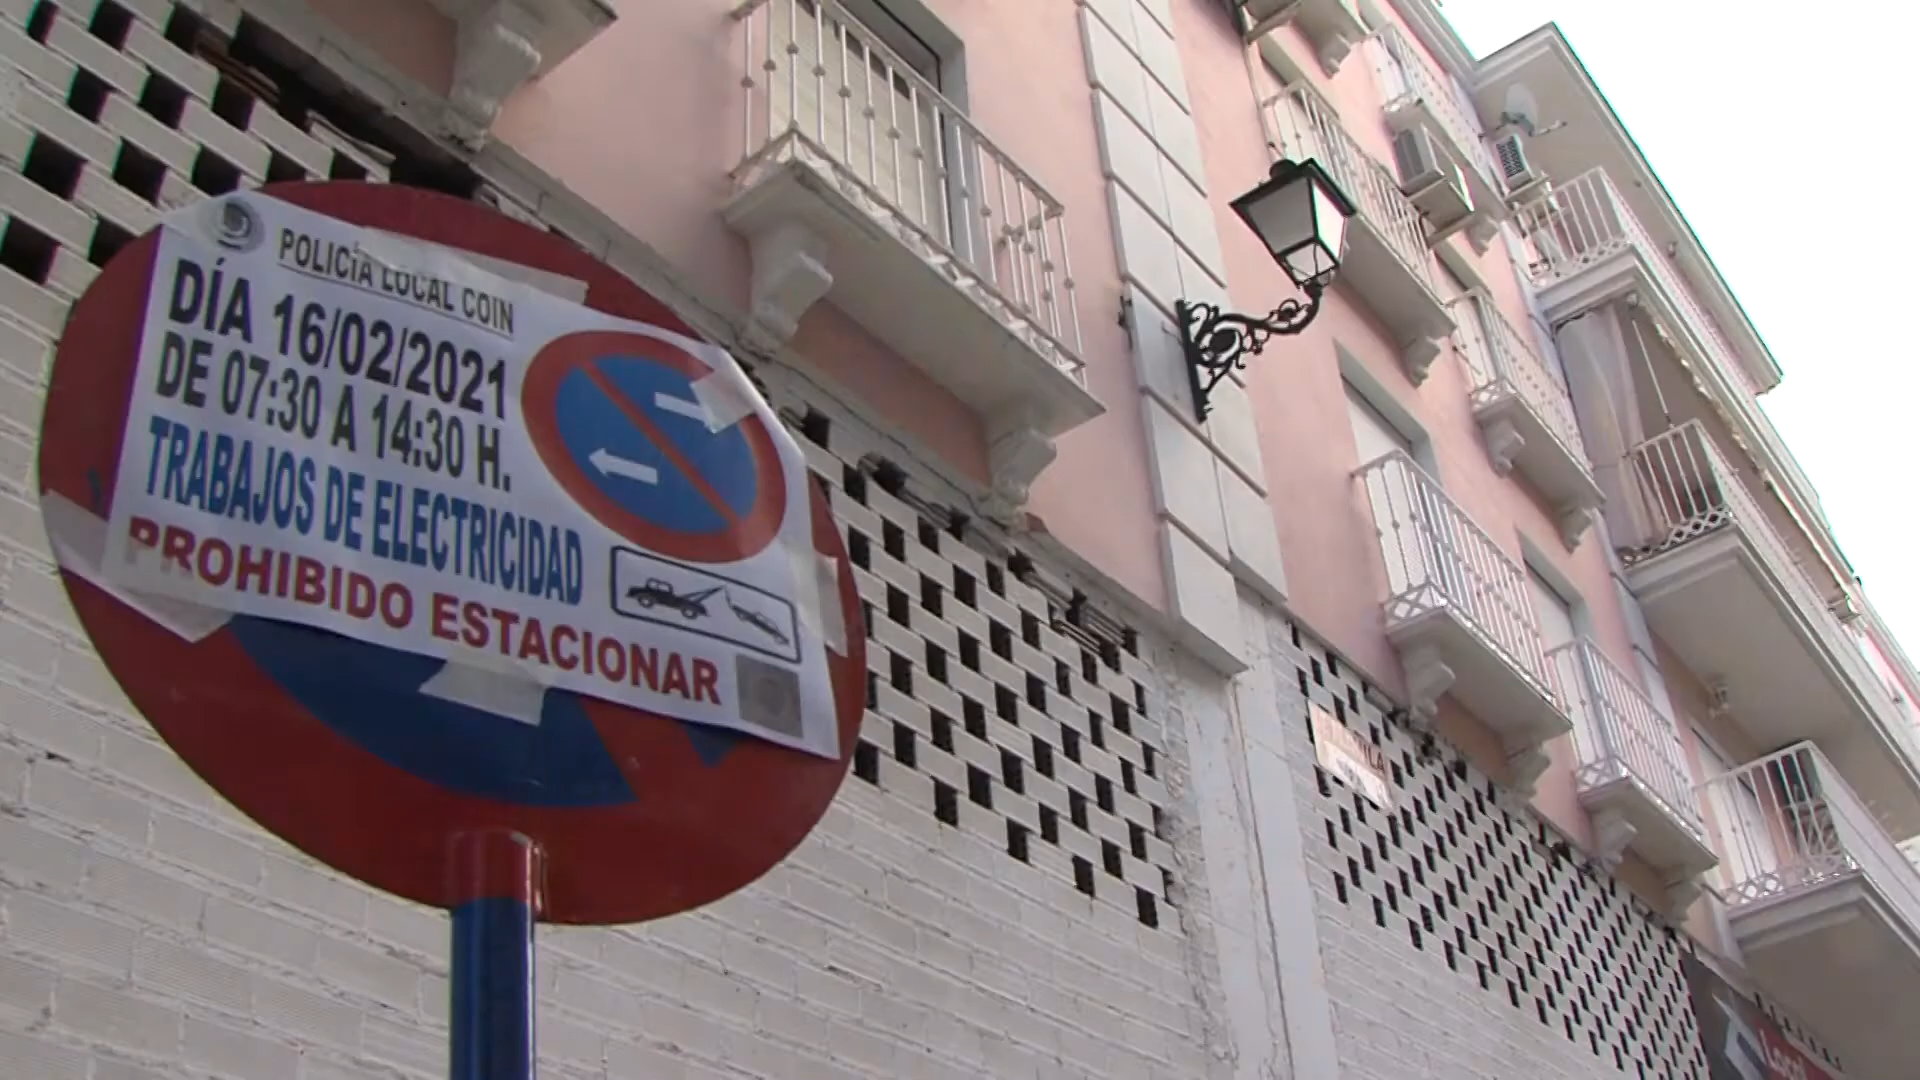 POLICÍA LOCAL COIN
DÍA 16/02/2021
DE 07:30 A 14:30 H.
TRABAJOS DE ELECTRICIDAD
PROHIBIDO ESTACIONAR